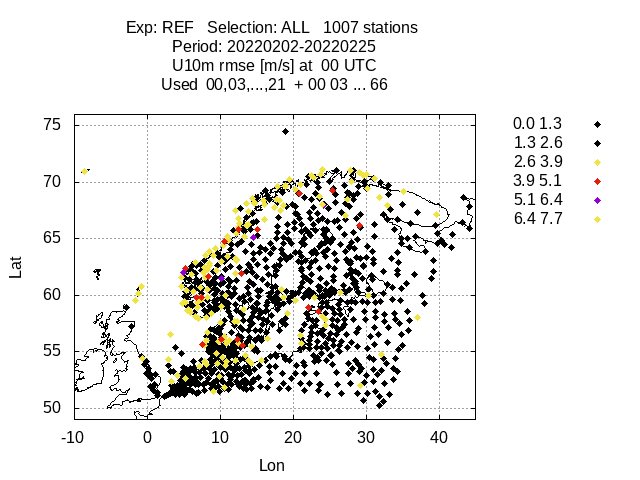 Exp: REF   Selection: ALL   1007 stations
Period: 20220202-20220225
U10m rmse [m/s] at  00 UTC
Used  00,03,...,21  + 00 03 ... 66
75
70
65
60
55
50
Lat
-10 0 10 20 30 40
Lon
0.0 1.3
1.3 2.6
2.6 3.9
3.9 5.1
5.1 6.4
6.4 7.7